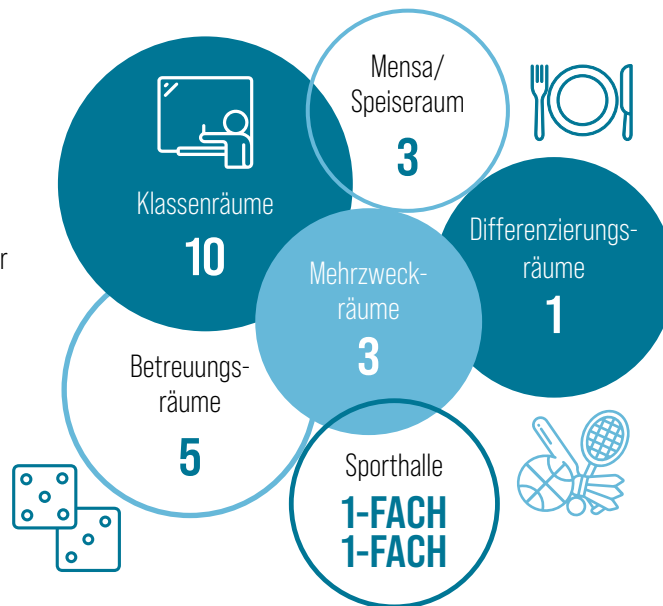 Mensa/
Speiseraum
3
Klassenräume
10
Differenzierungs-
räume
1
r
Mehrzweck-
räume
3
Betreuungs-
räume
5
Sporthalle
1-FACH
1-FACH